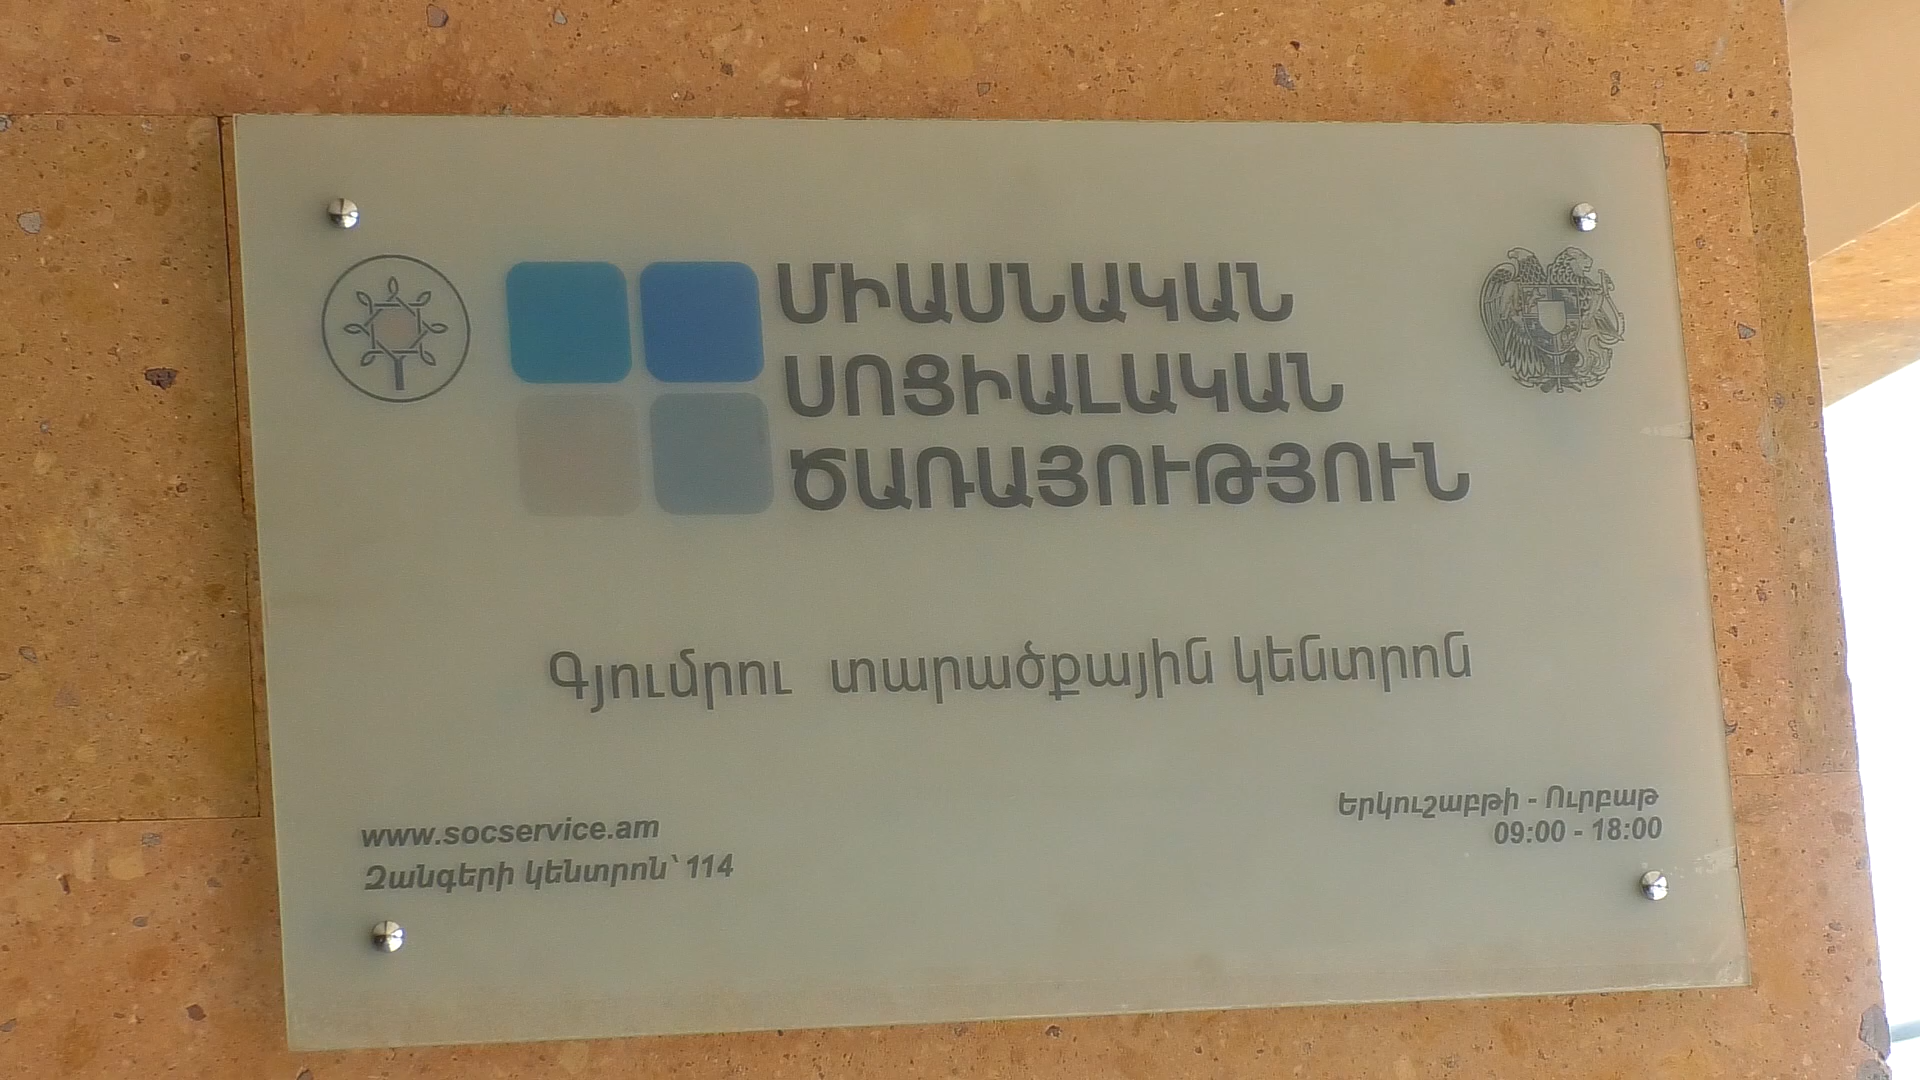 ՄԻԱՍՆԱԿԱՆ
ՍՈՑԻԱԼԱԿԱՆ
ԾԱՌԱՅՈՒԹՅՈՒՆ
Գյումրու տարածքային կենտրոն
www.socservice.am
Զանգերի կենտրոն՝ 114
Երկուշաբթի - Ուրբաթ
09:00 - 18:00